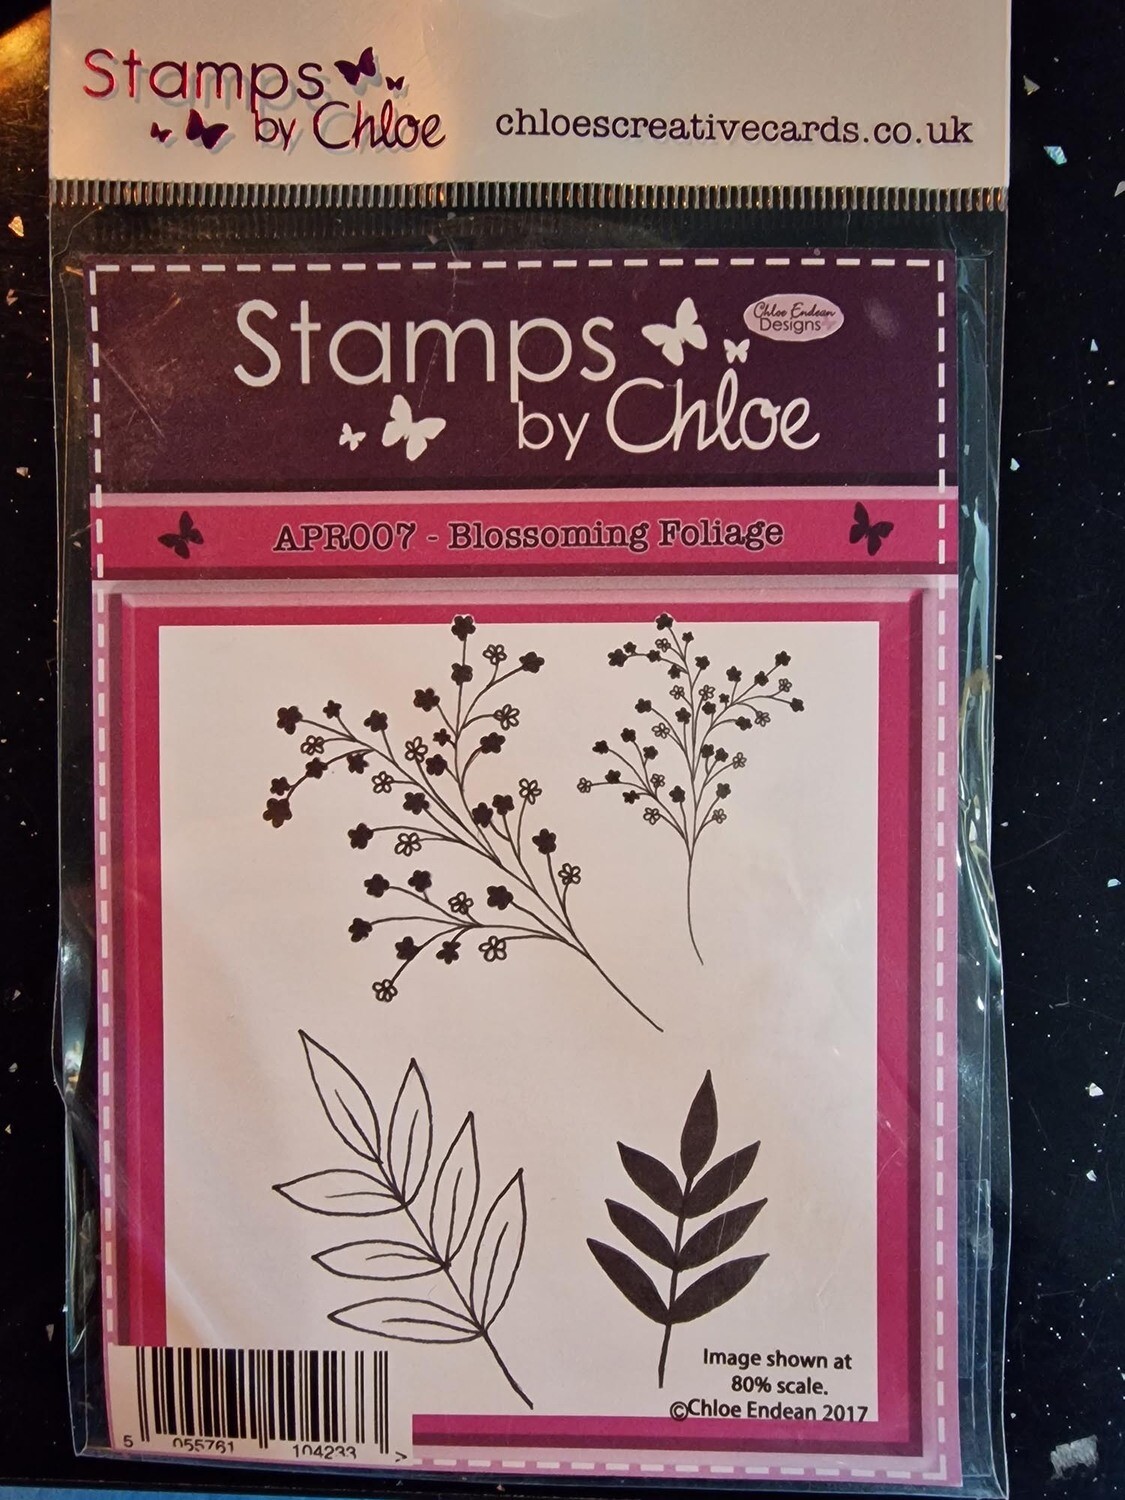 Stamps
by Chloe
chloescreativecards.co.uk
Stamps
by Chloe
Chloe Endean
Designs
APR007 - Blossoming Foliage
Image shown at
80% scale.
©Chloe Endean 2017
5 055761 104233 >